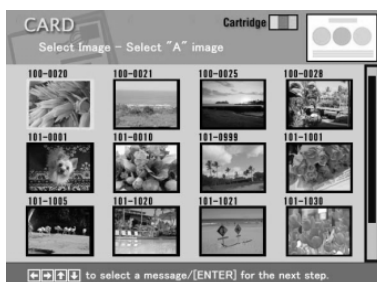 CARD
Cartridge
Select Image - Select "A" image
100-0020 100-0021 100-0025 100-0028
101-0001 101-0010 101-0999 101-1001
101-1005 101-1020 101-1021 101-1030
to select a message/[ENTER] for the next step.